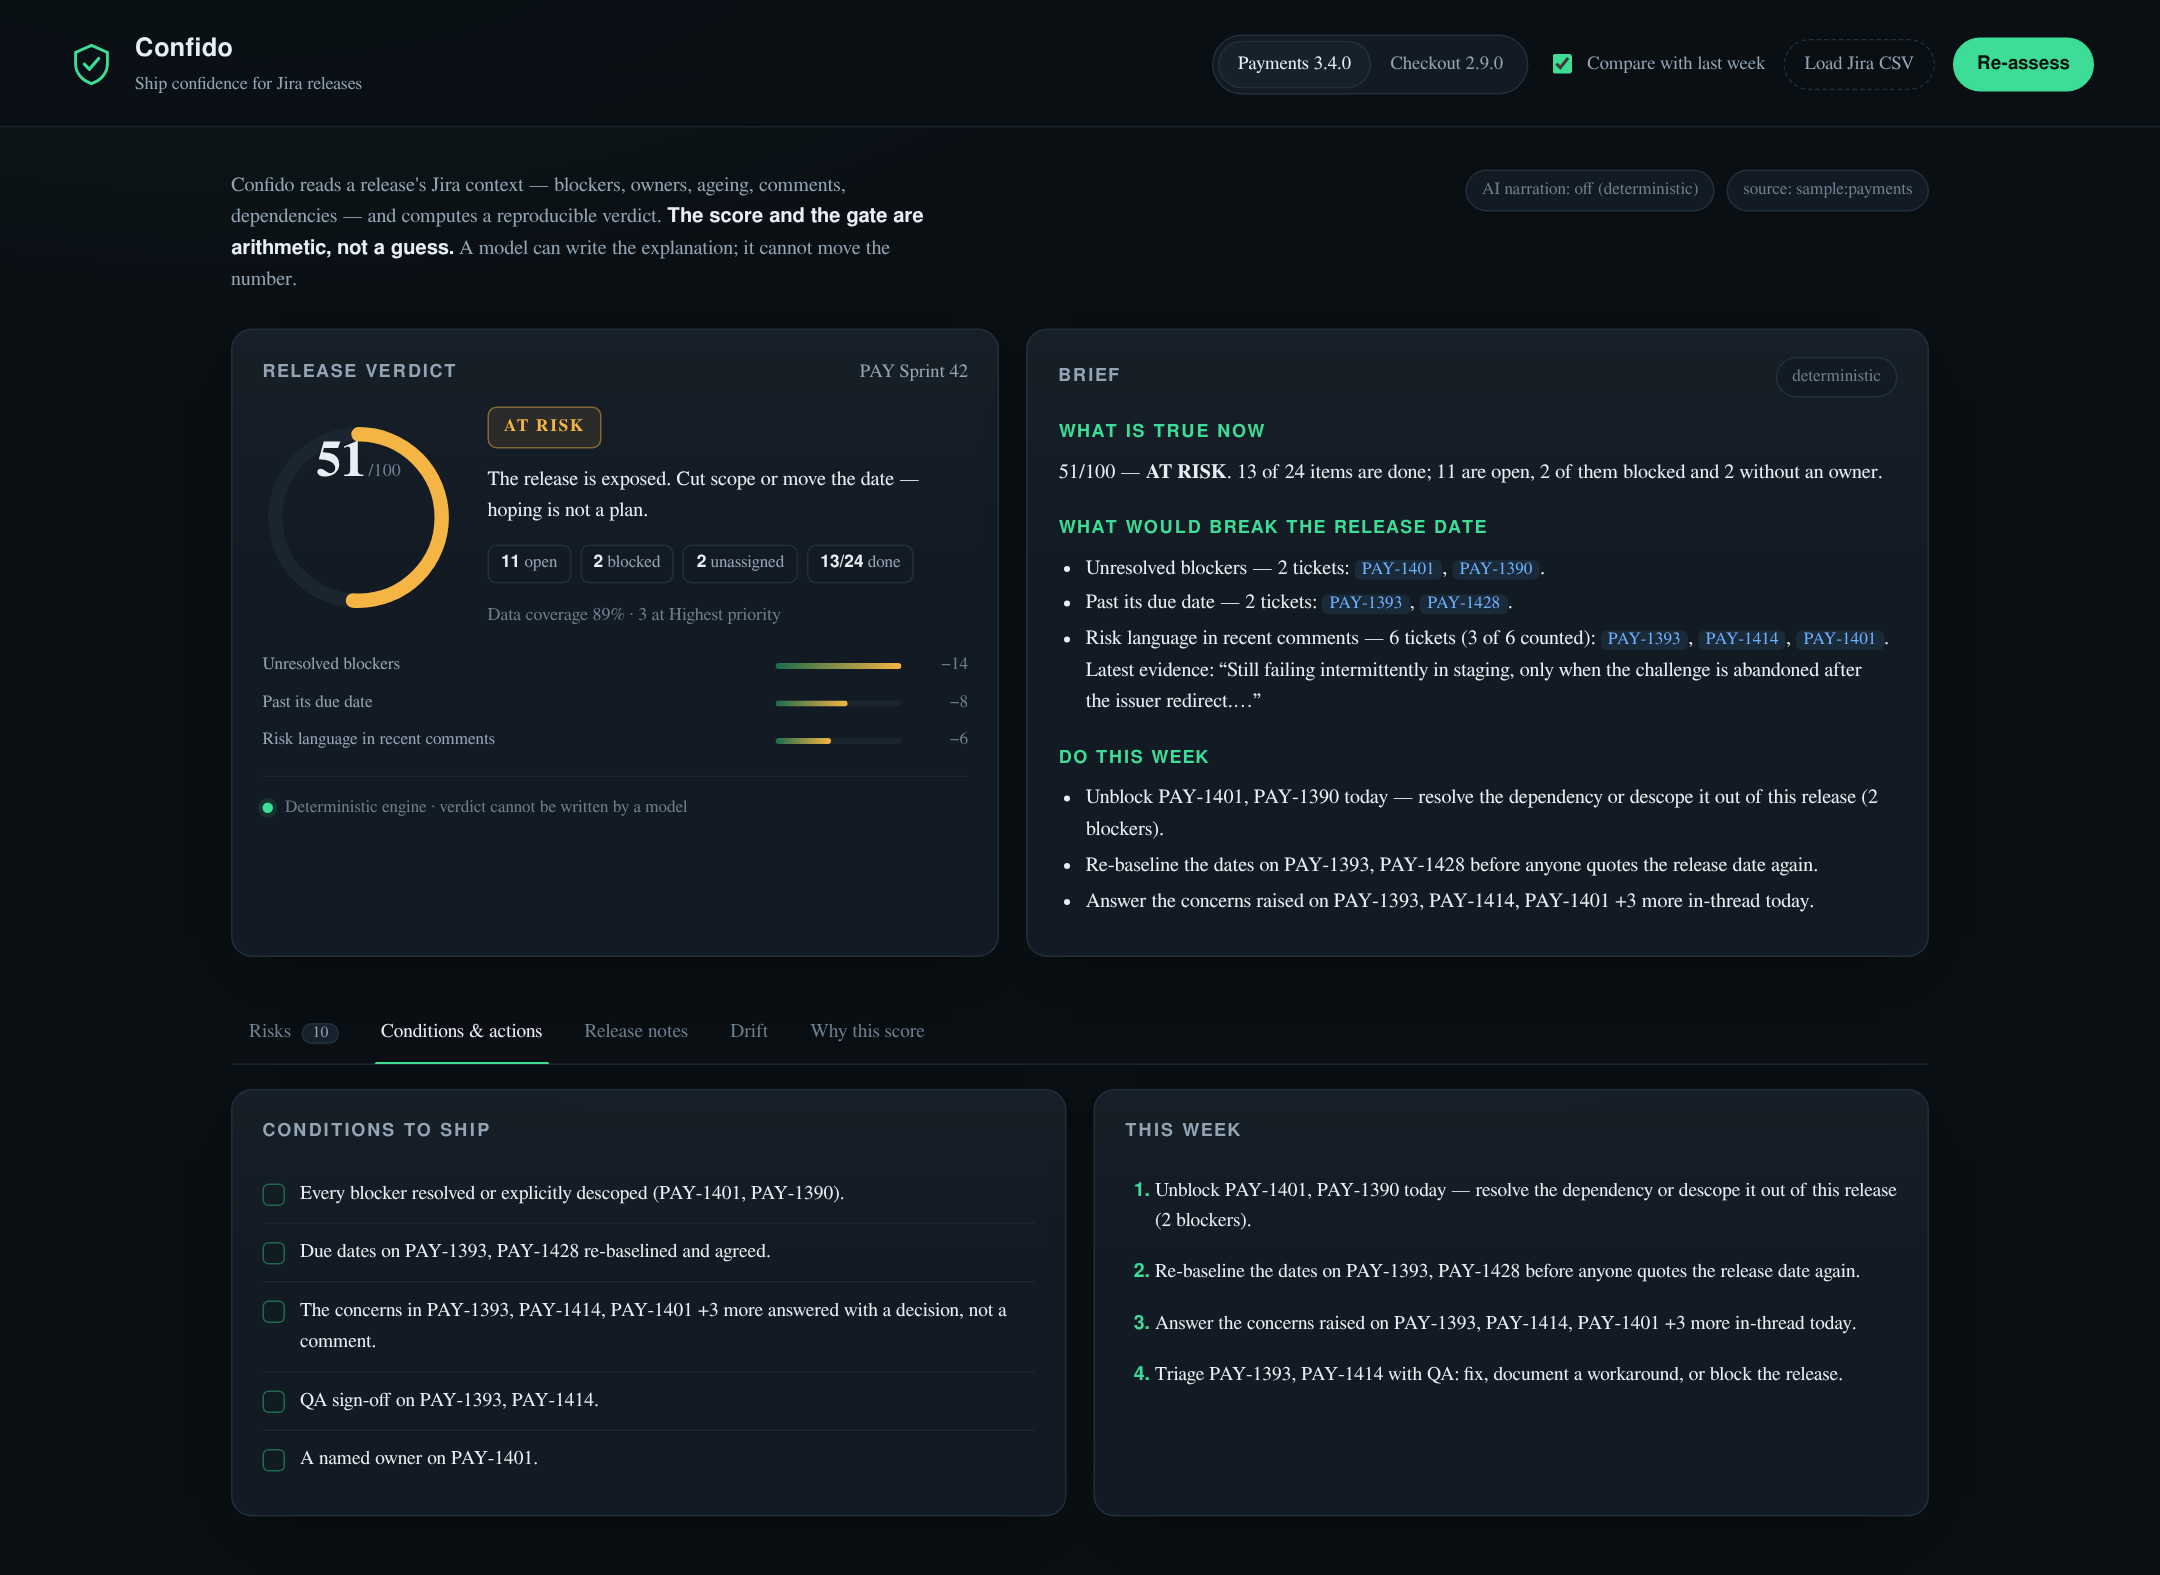 Confido
Ship confidence for Jira releases
Payments 3.4.0
Checkout 2.9.0
Compare with last week
Load Jira CSV
Re-assess
Confido reads a release's Jira context — blockers, owners, ageing, comments,
dependencies — and computes a reproducible verdict. The score and the gate are
arithmetic, not a guess. A model can write the explanation; it cannot move the
number.
AI narration: off (deterministic)
source: sample:payments
RELEASE VERDICT
PAY Sprint 42
51/100
AT RISK
The release is exposed. Cut scope or move the date —
hoping is not a plan.
11 open
2 blocked
2 unassigned
13/24 done
Data coverage 89% · 3 at Highest priority
Unresolved blockers −14
Past its due date −8
Risk language in recent comments −6
Deterministic engine · verdict cannot be written by a model
BRIEF
deterministic
WHAT IS TRUE NOW
51/100 — AT RISK. 13 of 24 items are done; 11 are open, 2 of them blocked and 2 without an owner.
WHAT WOULD BREAK THE RELEASE DATE
• Unresolved blockers — 2 tickets: PAY-1401, PAY-1390.
• Past its due date — 2 tickets: PAY-1393, PAY-1428.
• Risk language in recent comments — 6 tickets (3 of 6 counted): PAY-1393, PAY-1414, PAY-1401.
Latest evidence: “Still failing intermittently in staging, only when the challenge is abandoned after
the issuer redirect.…”
DO THIS WEEK
• Unblock PAY-1401, PAY-1390 today — resolve the dependency or descope it out of this release (2
blockers).
• Re-baseline the dates on PAY-1393, PAY-1428 before anyone quotes the release date again.
• Answer the concerns raised on PAY-1393, PAY-1414, PAY-1401 +3 more in-thread today.
Risks 10
Conditions & actions
Release notes
Drift
Why this score
CONDITIONS TO SHIP
Every blocker resolved or explicitly descoped (PAY-1401, PAY-1390).
Due dates on PAY-1393, PAY-1428 re-baselined and agreed.
The concerns in PAY-1393, PAY-1414, PAY-1401 +3 more answered with a decision, not a
comment.
QA sign-off on PAY-1393, PAY-1414.
A named owner on PAY-1401.
THIS WEEK
1. Unblock PAY-1401, PAY-1390 today — resolve the dependency or descope it out of this release
(2 blockers).
2. Re-baseline the dates on PAY-1393, PAY-1428 before anyone quotes the release date again.
3. Answer the concerns raised on PAY-1393, PAY-1414, PAY-1401 +3 more in-thread today.
4. Triage PAY-1393, PAY-1414 with QA: fix, document a workaround, or block the release.